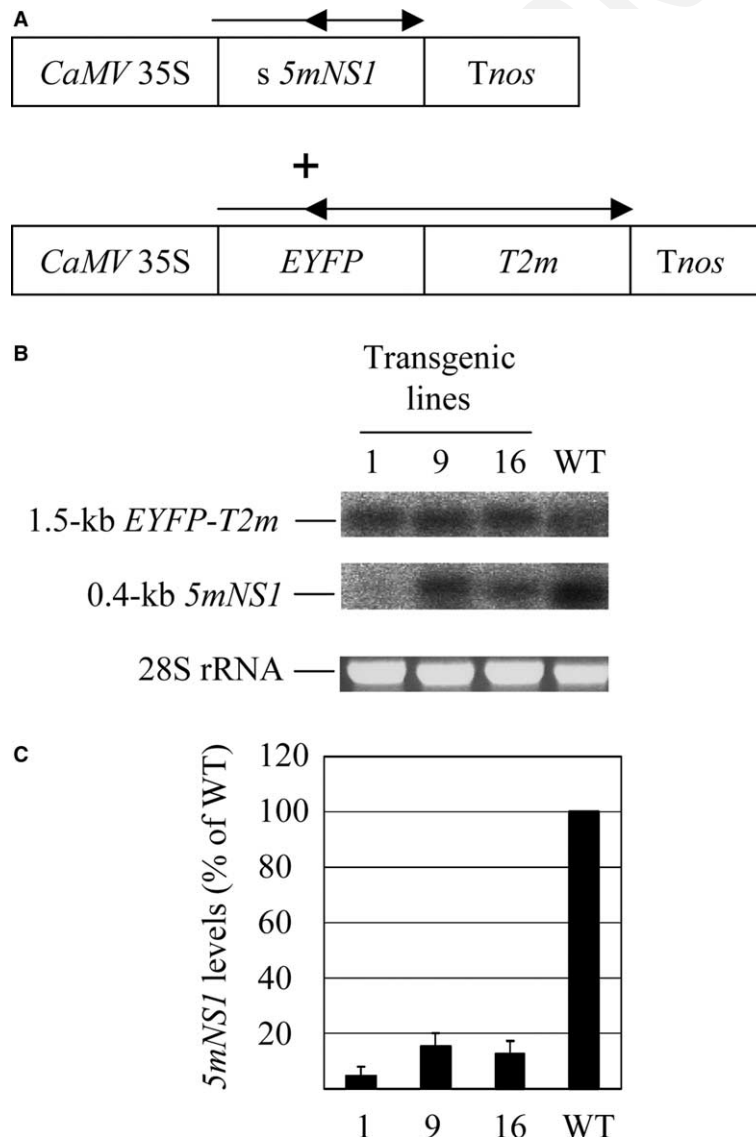 A
CaMV 35S s 5mNS1 Tnos
+
CaMV 35S EYFP T2m Tnos
B
Transgenic
lines
1 9 16 WT
1.5-kb EYFP-T2m
0.4-kb 5mNS1
28S rRNA
C
5mNS1 levels (% of WT)
120
100
80
60
40
20
1 9 16 WT